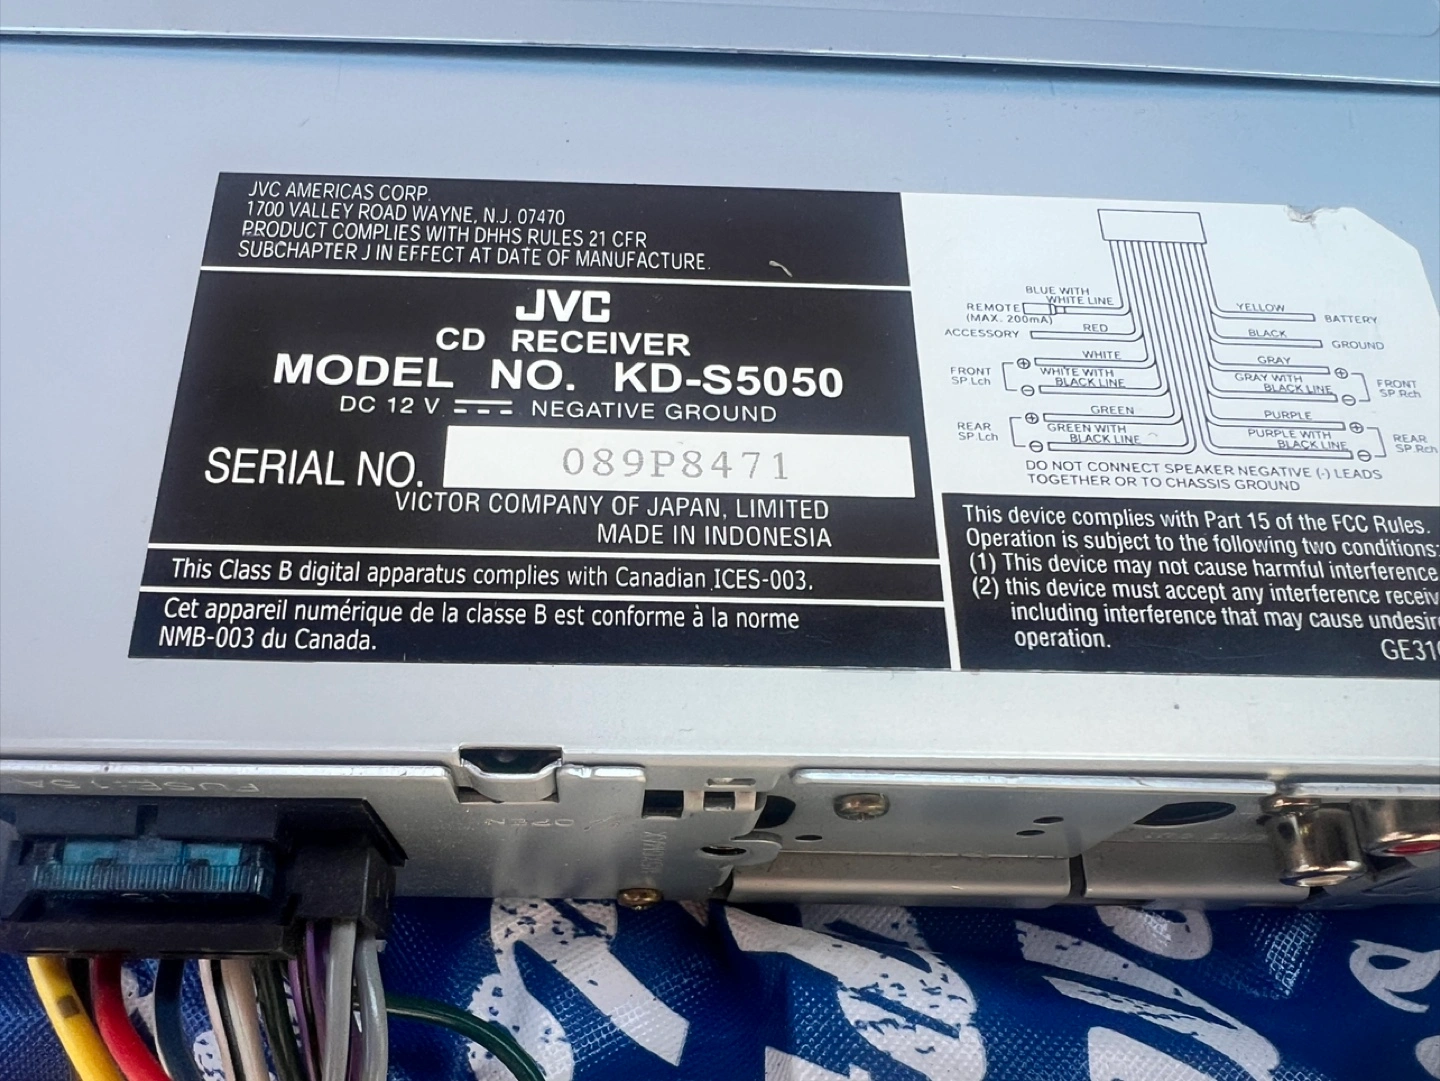 JVC AMERICAS CORP.
1700 VALLEY ROAD WAYNE, N.J. 07470
PRODUCT COMPLIES WITH DHHS RULES 21 CFR
SUBCHAPTER J IN EFFECT AT DATE OF MANUFACTURE.
JVC
CD RECEIVER
MODEL NO. KD-S5050
DC 12 V NEGATIVE GROUND
SERIAL NO. 089P8471
VICTOR COMPANY OF JAPAN, LIMITED
MADE IN INDONESIA
This Class B digital apparatus complies with Canadian ICES-003.
Cet appareil numérique de la classe B est conforme à la norme
NMB-003 du Canada.
BLUE WITH
WHITE LINE
REMOTE
(MAX. 200mA)
ACCESSORY
RED
WHITE
FRONT
SP.Lch
WHITE WITH
BLACK LINE
GREEN
REAR
SP.Lch
GREEN WITH
BLACK LINE
YELLOW
BATTERY
BLACK
GROUND
GRAY
GRAY WITH
BLACK LINE
FRONT
SP.Rch
PURPLE
PURPLE WITH
BLACK LINE
REAR
SP.Rch
DO NOT CONNECT SPEAKER NEGATIVE (-) LEADS
TOGETHER OR TO CHASSIS GROUND
This device complies with Part 15 of the FCC Rules.
Operation is subject to the following two conditions:
(1) This device may not cause harmful interference
(2) this device must accept any interference receiv
including interference that may cause undesir
operation.
GE31
FUSE:15A
OPEN